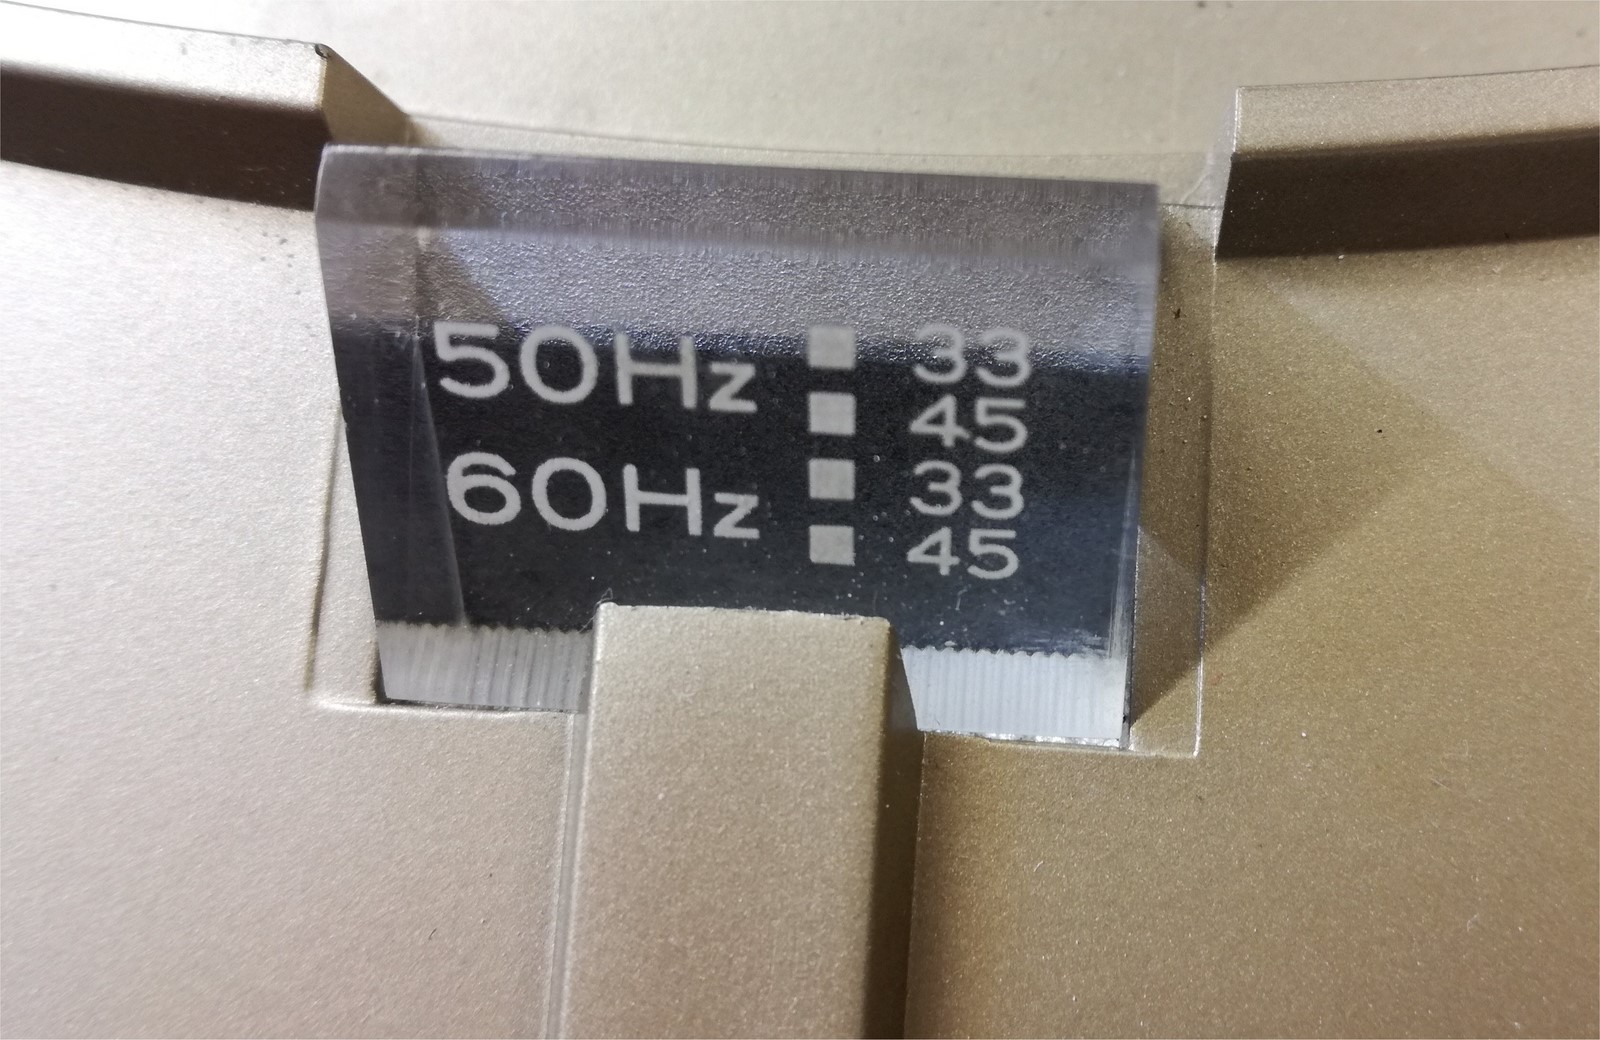 50Hz ■ 33
■ 45
60Hz ■ 33
■ 45